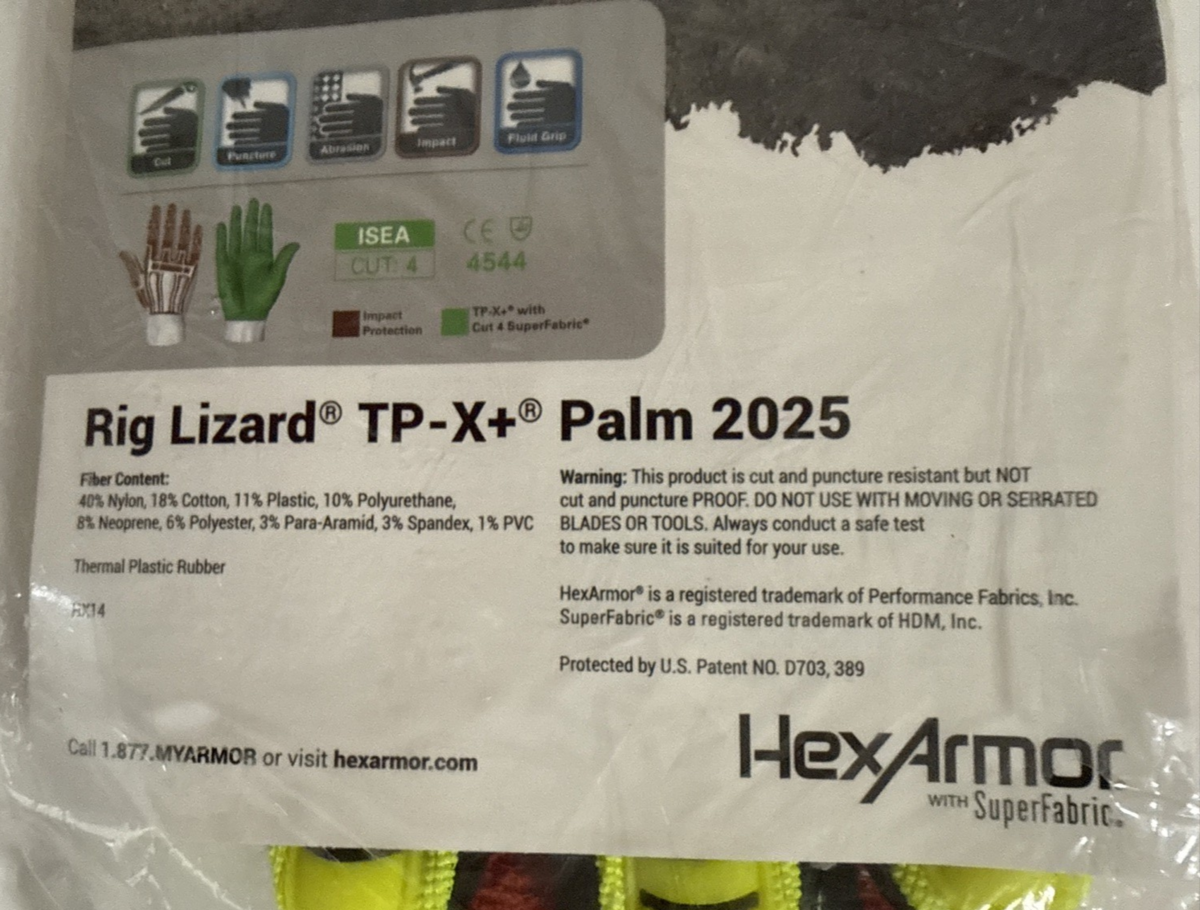 Cut
Puncture
Abrasion
Impact
Fluid Grip
ISEA
CUT: 4
CE
4544
Impact
Protection
TP-X+® with
Cut 4 SuperFabric®
Rig Lizard® TP-X+® Palm 2025
Fiber Content:
40% Nylon, 18% Cotton, 11% Plastic, 10% Polyurethane,
8% Neoprene, 6% Polyester, 3% Para-Aramid, 3% Spandex, 1% PVC
Thermal Plastic Rubber
Warning: This product is cut and puncture resistant but NOT
cut and puncture PROOF. DO NOT USE WITH MOVING OR SERRATED
BLADES OR TOOLS. Always conduct a safe test
to make sure it is suited for your use.
HexArmor® is a registered trademark of Performance Fabrics, Inc.
SuperFabric® is a registered trademark of HDM, Inc.
Protected by U.S. Patent NO. D703, 389
Call 1.877.MYARMOR or visit hexarmor.com
HexArmor
WITH SuperFabric